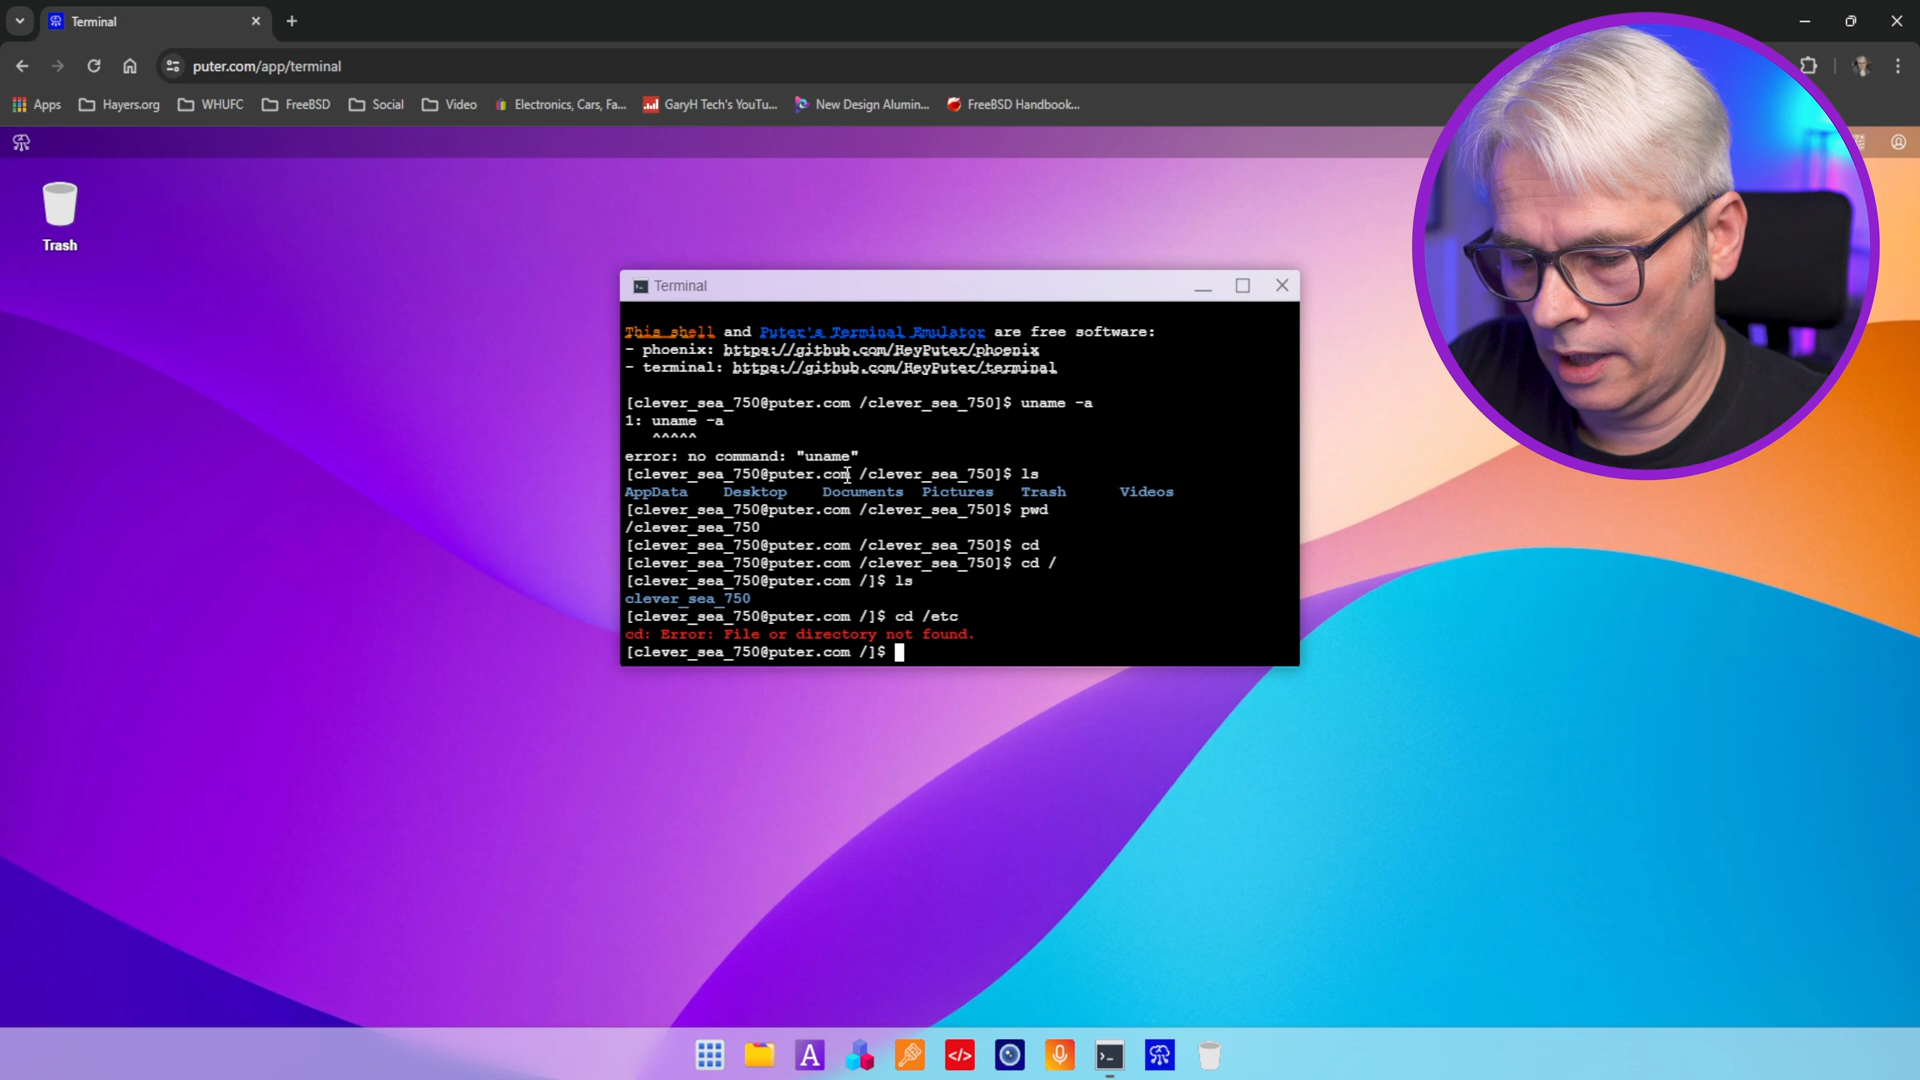 Terminal
puter.com/app/terminal
Apps
Hayers.org
WHUFC
FreeBSD
Social
Video
Electronics, Cars, Fa...
GaryH Tech's YouTu...
New Design Alumin...
FreeBSD Handbook...
Trash
Terminal
This shell and Puter's Terminal Emulator are free software:
- phoenix: https://github.com/HeyPuter/phoenix
- terminal: https://github.com/HeyPuter/terminal
[clever_sea_750@puter.com /clever_sea_750]$ uname -a
1: uname -a
^^^^^
error: no command: "uname"
[clever_sea_750@puter.com /clever_sea_750]$ ls
AppData Desktop Documents Pictures Trash Videos
[clever_sea_750@puter.com /clever_sea_750]$ pwd
/clever_sea_750
[clever_sea_750@puter.com /clever_sea_750]$ cd
[clever_sea_750@puter.com /clever_sea_750]$ cd /
[clever_sea_750@puter.com /]$ ls
clever_sea_750
[clever_sea_750@puter.com /]$ cd /etc
cd: Error: File or directory not found.
[clever_sea_750@puter.com /]$